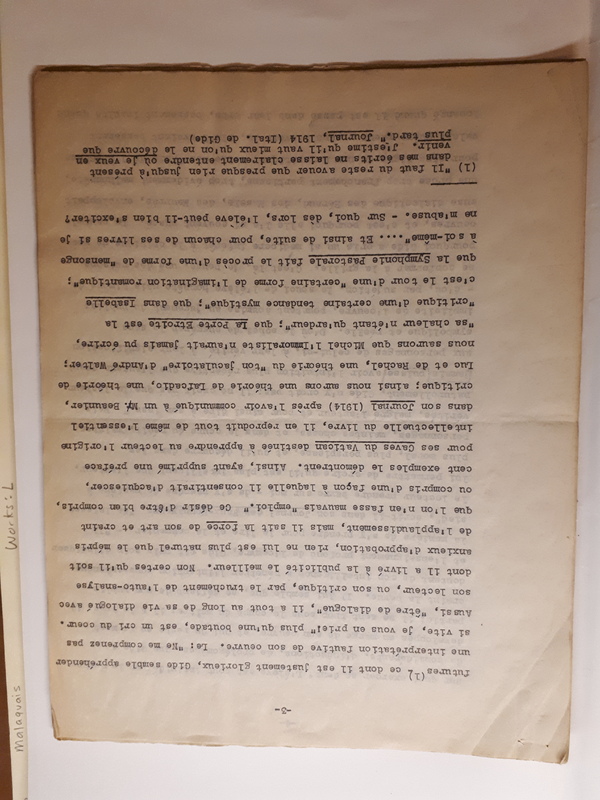 -3-
futures(1) ce dont il est justement glorieux, Gide semble appréhender
une interprétation fautive de son oeuvre. Le: "Ne me comprenez pas
si vite, je vous en prie!" plus qu'une boutade, est un cri du coeur.
Aussi, "être de dialogue", il a tout au long de sa vie dialogué avec
son lecteur, ou son critique, par le truchement de l'auto-analyse
dont il a livré à la publicité le meilleur. Non certes qu'il soit
anxieux d'approbation, rien ne lui est plus naturel que le mépris
de l'applaudissement, mais il sait la force de son art et craint
que l'on n'en fasse mauvais "emploi." Ce désir d'être bien compris,
ou compris d'une façon à laquelle il consentirait d'acquiescer,
cent exemples le démontrent. Ainsi, ayant supprimé une préface
pour ses Caves du Vatican destinée à apprendre au lecteur l'origine
intellectuelle du livre, il en reproduit tout de même l'essentiel
dans son Journal (1914) après l'avoir communiqué à un M. Beaunier,
critique; ainsi nous aurons une théorie de Lafcadio, une théorie de
Luc et de Rachel, une théorie du "ton jaculatoire" d'André Walter;
nous saurons que Michel l'Immoraliste n'aurait jamais pu écrire,
"sa chaleur n'étant qu'ardeur"; que La Porte Etroite est la
"critique d'une certaine tendance mystique"; que dans Isabelle
c'est le tour d'une "certaine forme de l'imagination romantique";
que la Symphonie Pastorale fait le procès d'une forme de "mensonge
à soi-même".... Et ainsi de suite, pour chacun de ses livres si je
ne m'abuse. - Sur quoi, dès lors, l'élève peut-il bien s'exciter?
(1) "Il faut du reste avouer que presque rien jusqu'à présent
dans mes écrits ne laisse clairement entendre où je veux en
venir. J'estime qu'il vaut mieux qu'on ne le découvre que
plus tard." Journal, 1914 (Ital. de Gide)
Works: L
Malaquais